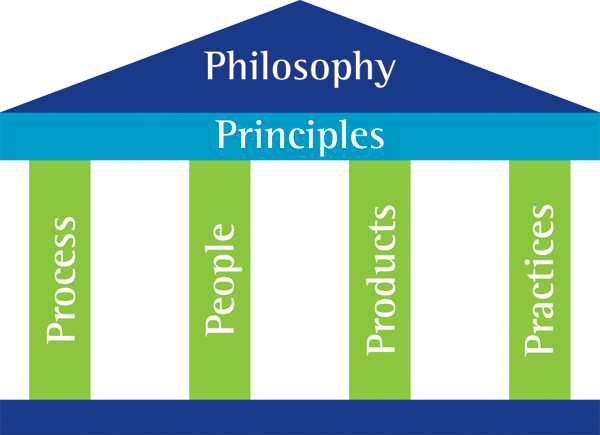 Philosophy
Principles
Process
People
Products
Practices